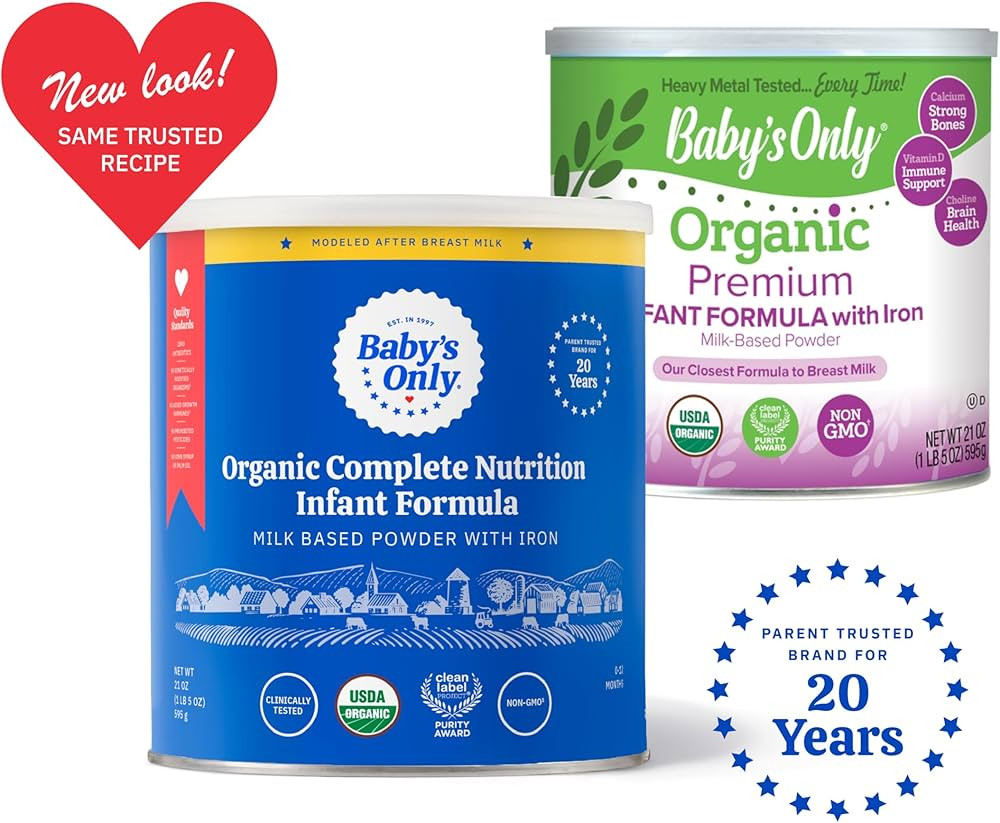 New look!
SAME TRUSTED
RECIPE
Heavy Metal Tested... Every Time!
Baby's Only®
Calcium
Strong
Bones
Vitamin D
Immune
Support
Choline
Brain
Health
Organic
Premium
FANT FORMULA with Iron
Milk-Based Powder
Our Closest Formula to Breast Milk
USDA
ORGANIC
clean
label
PROJECT
PURITY
AWARD
NON
GMO†
U D
NET WT 21 OZ
(1 LB 5 OZ) 595g
MODELED AFTER BREAST MILK
Quality
Standards
EST. IN 1997
Baby's
Only®
PARENT TRUSTED
BRAND FOR
20
Years
Organic Complete Nutrition
Infant Formula
MILK BASED POWDER WITH IRON
NET WT
21 OZ
(1 LB 5 OZ)
595 g
CLINICALLY
TESTED
USDA
ORGANIC
clean
label
PROJECT®
PURITY
AWARD
NON-GMO
MONTHS
PARENT TRUSTED
BRAND FOR
20
Years